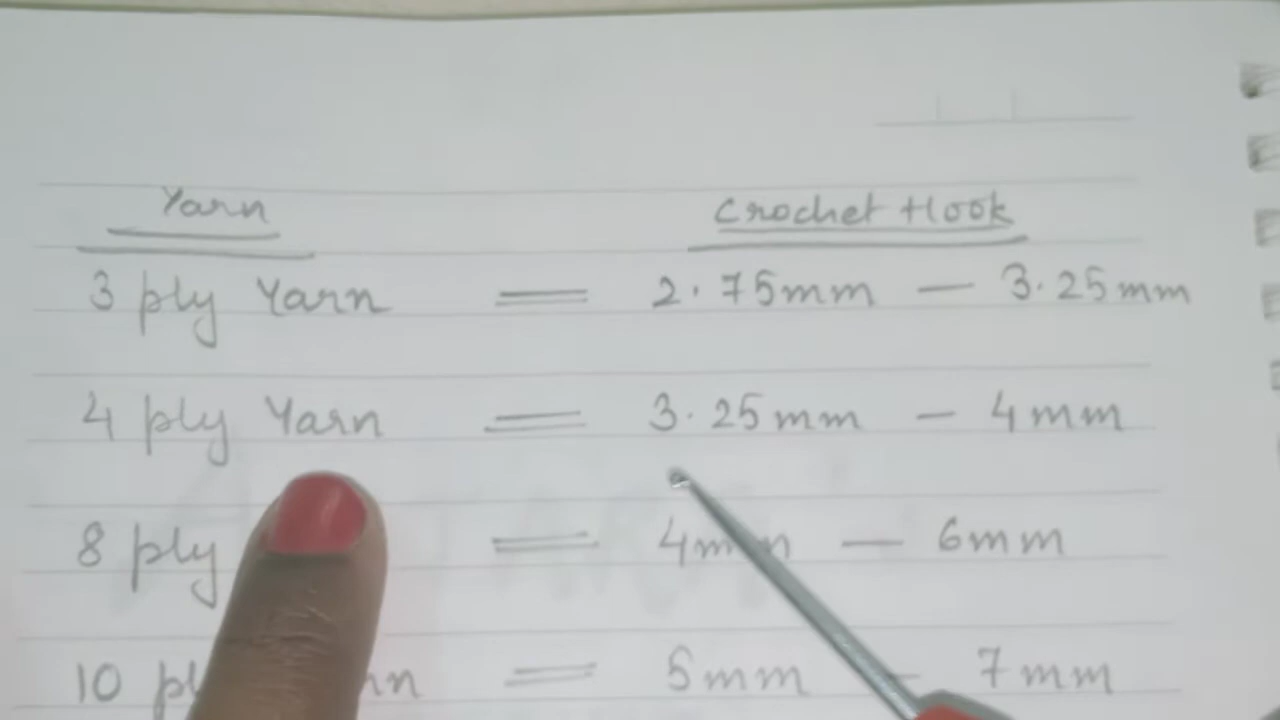 Yarn Crochet Hook
3 ply Yarn = 2.75mm - 3.25mm
4 ply Yarn = 3.25mm - 4mm
8 ply = 4mm - 6mm
10 = 5mm - 7mm